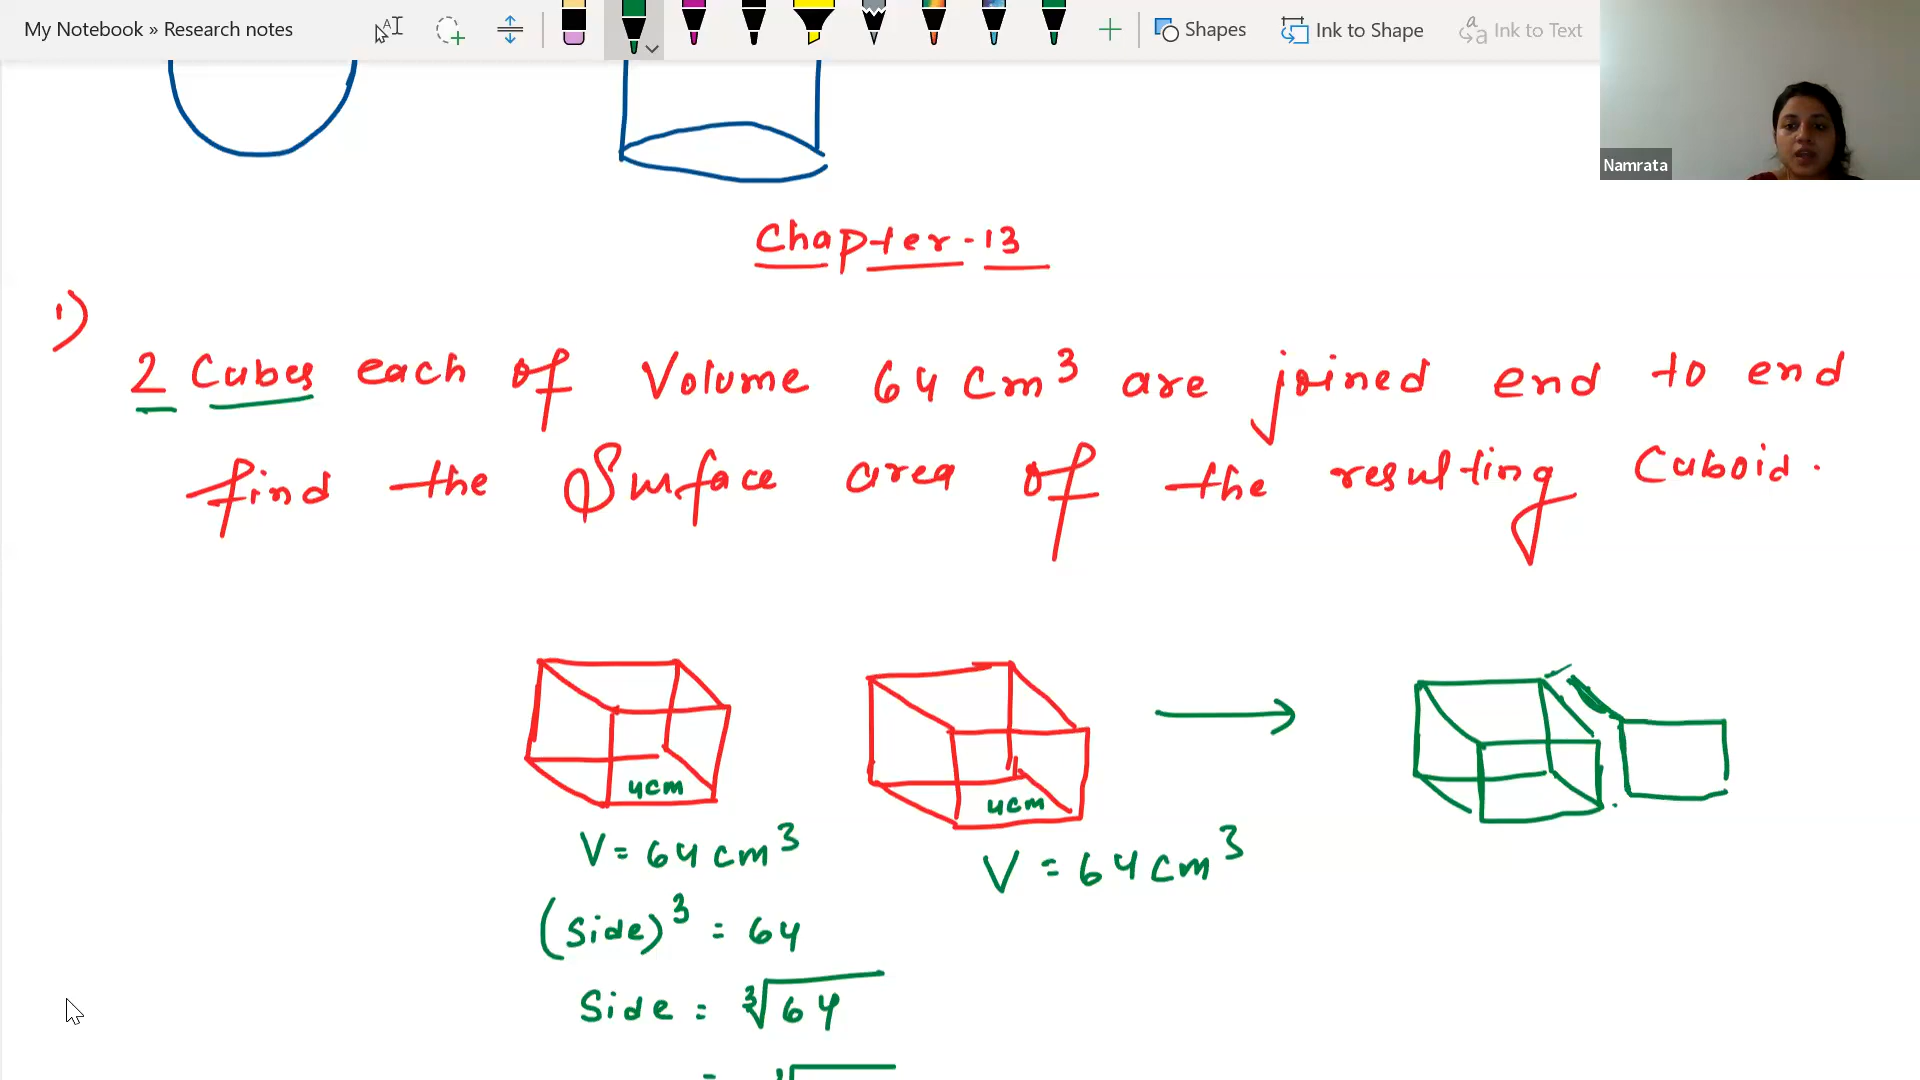 My Notebook » Research notes
Shapes
Ink to Shape
Ink to Text
Namrata
Chapter-13
1)
2 Cubes each of Volume 64 cm³ are joined end to end
find the Surface area of the resulting Cuboid.
4cm
4cm
V = 64 cm³
V = 64 cm³
(Side)³ = 64
Side = ∛64
=